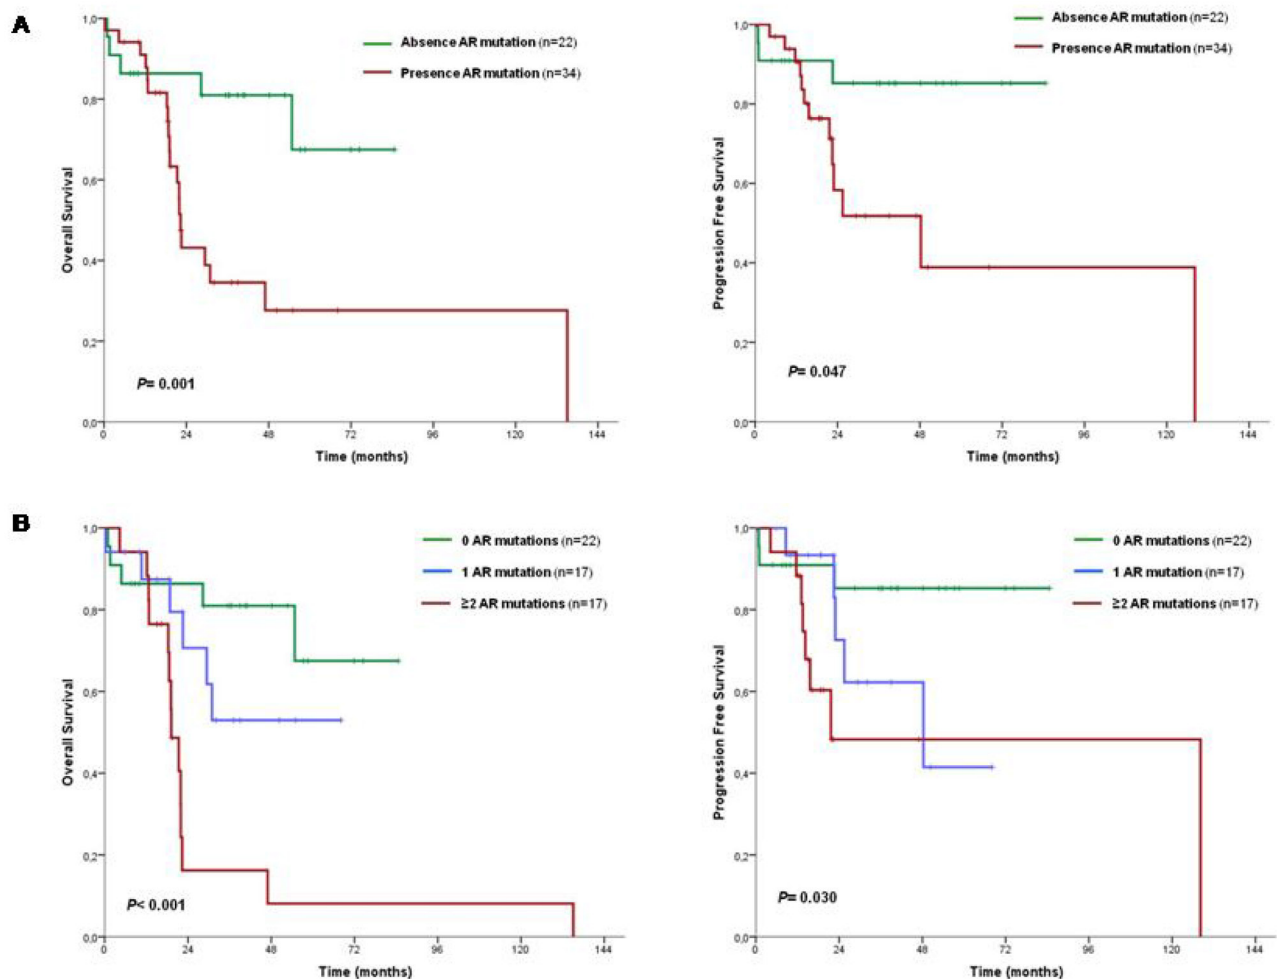 A
Absence AR mutation (n=22)
Presence AR mutation (n=34)
1,0
0,8
0,6
0,4
0,2
0,0
Overall Survival
P= 0.001
0 24 48 72 96 120 144
Time (months)
Absence AR mutation (n=22)
Presence AR mutation (n=34)
1,0
0,8
0,6
0,4
0,2
0,0
Progression Free Survival
P= 0.047
0 24 48 72 96 120 144
Time (months)
B
0 AR mutations (n=22)
1 AR mutation (n=17)
≥2 AR mutations (n=17)
1,0
0,8
0,6
0,4
0,2
0,0
Overall Survival
P< 0.001
0 24 48 72 96 120 144
Time (months)
0 AR mutations (n=22)
1 AR mutation (n=17)
≥2 AR mutations (n=17)
1,0
0,8
0,6
0,4
0,2
0,0
Progression Free Survival
P= 0.030
0 24 48 72 96 120 144
Time (months)